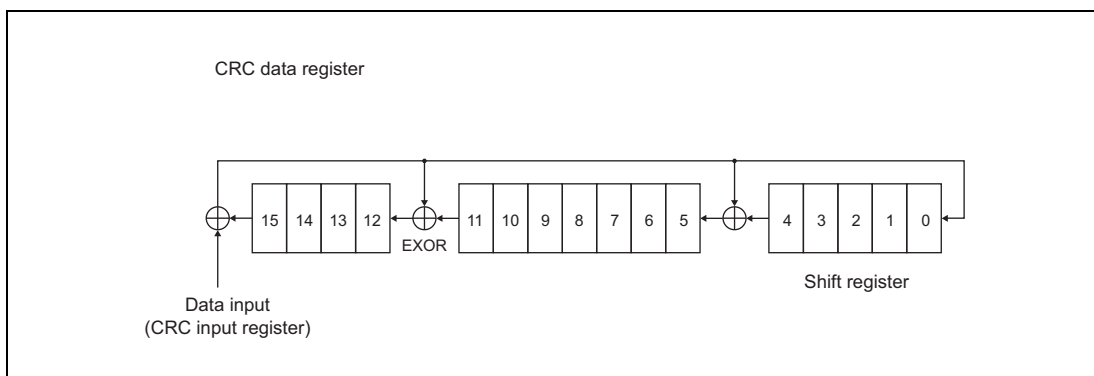 CRC data register
15 14 13 12 11 10 9 8 7 6 5 4 3 2 1 0
EXOR
Shift register
Data input
(CRC input register)